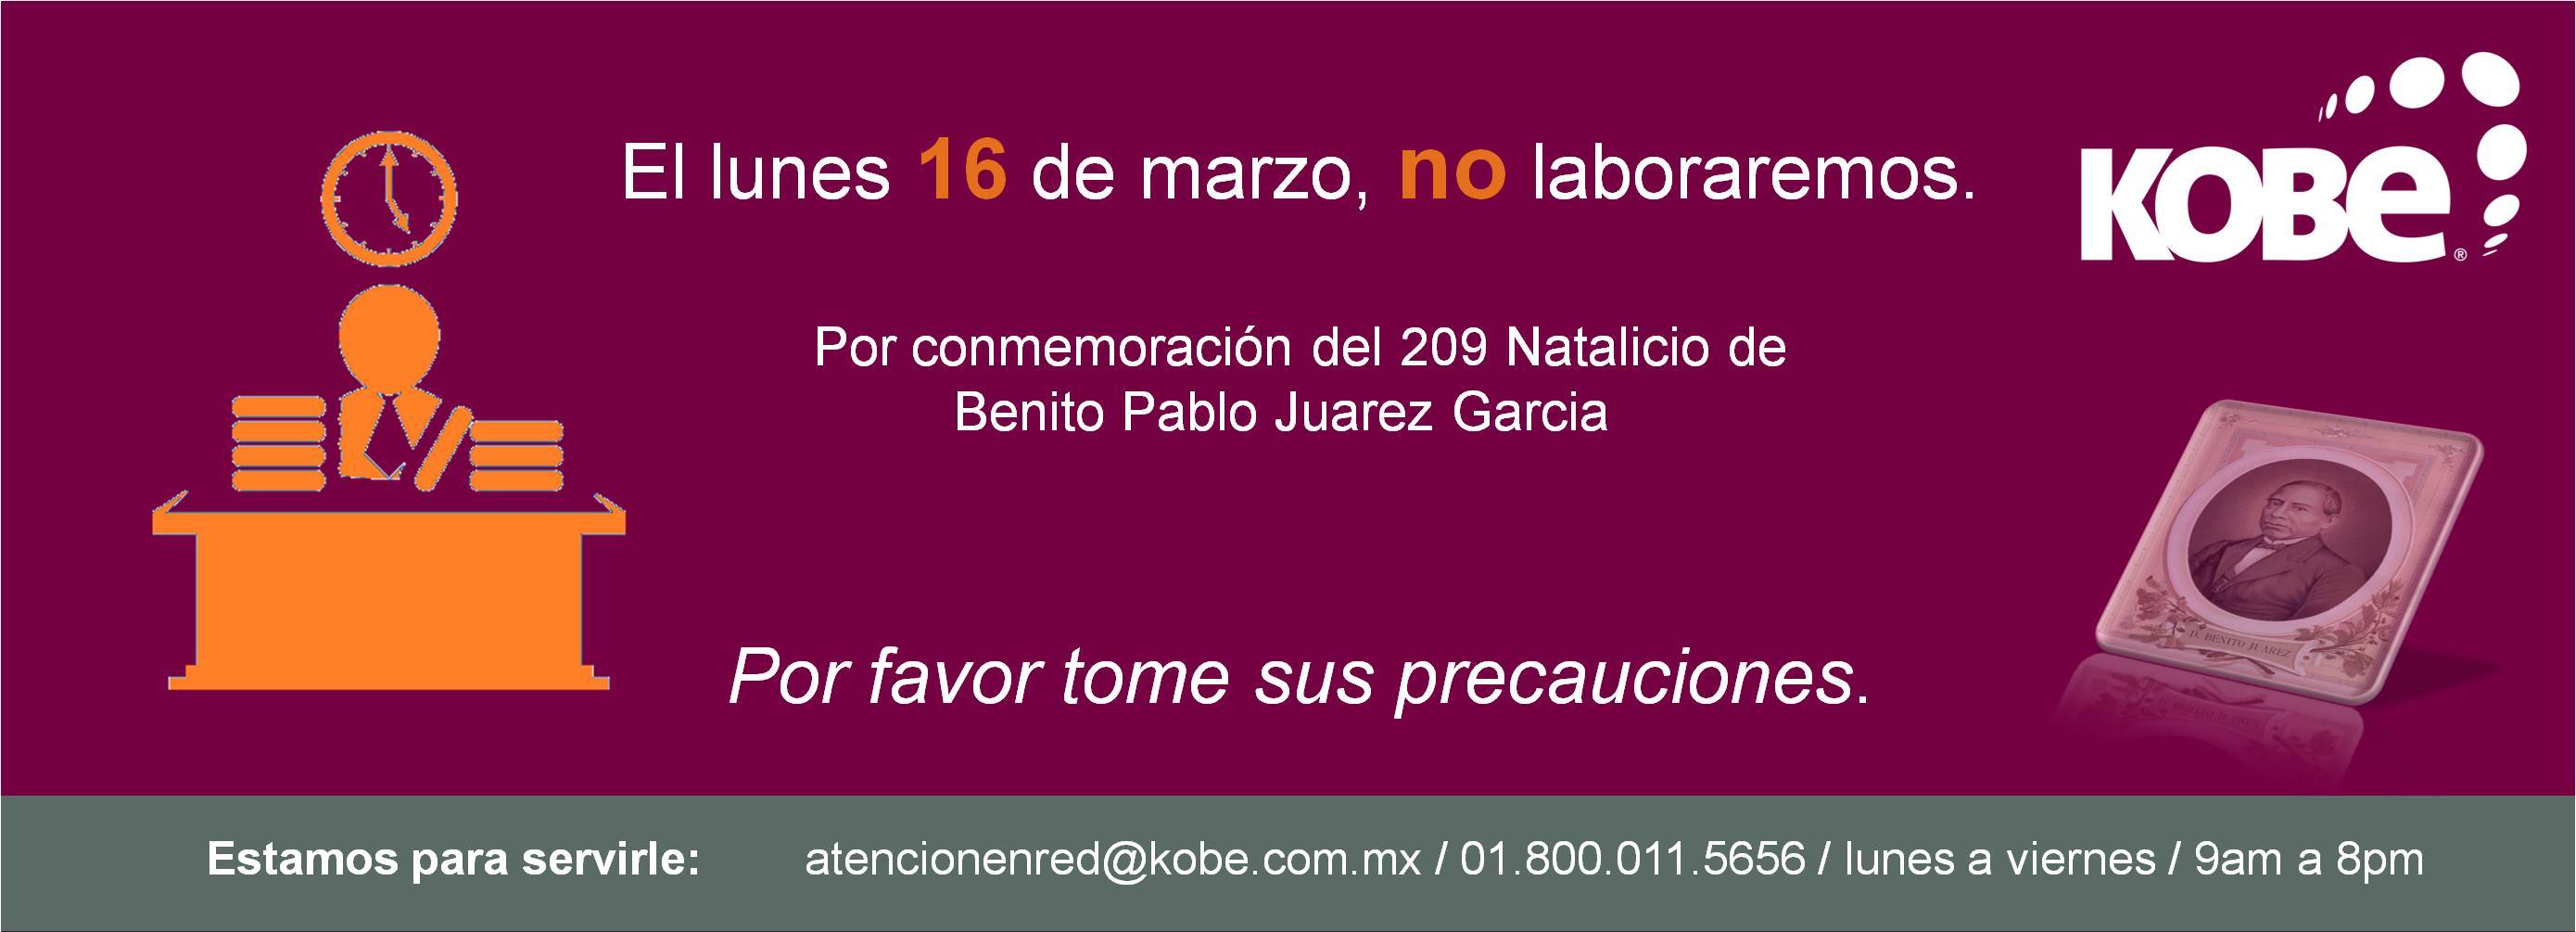 El lunes 16 de marzo, no laboraremos.
KOBe®
Por conmemoración del 209 Natalicio de
Benito Pablo Juarez Garcia
D. BENITO JUAREZ
Por favor tome sus precauciones.
Estamos para servirle: atencionenred@kobe.com.mx / 01.800.011.5656 / lunes a viernes / 9am a 8pm